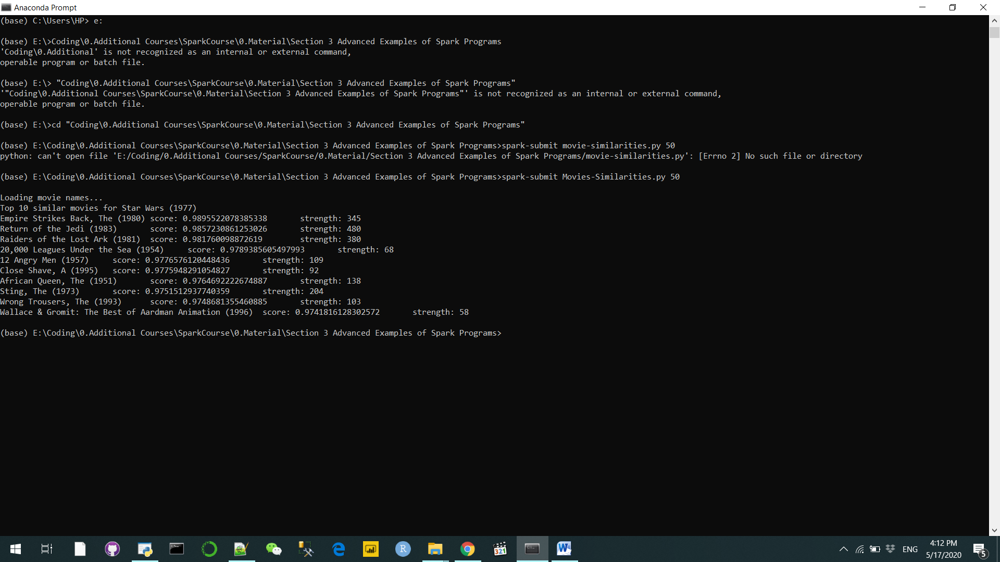 Anaconda Prompt
(base) C:\Users\HP> e:
(base) E:\>Coding\0.Additional Courses\SparkCourse\0.Material\Section 3 Advanced Examples of Spark Programs
'Coding\0.Additional' is not recognized as an internal or external command,
operable program or batch file.
(base) E:\> "Coding\0.Additional Courses\SparkCourse\0.Material\Section 3 Advanced Examples of Spark Programs"
'"Coding\0.Additional Courses\SparkCourse\0.Material\Section 3 Advanced Examples of Spark Programs"' is not recognized as an internal or external command,
operable program or batch file.
(base) E:\>cd "Coding\0.Additional Courses\SparkCourse\0.Material\Section 3 Advanced Examples of Spark Programs"
(base) E:\Coding\0.Additional Courses\SparkCourse\0.Material\Section 3 Advanced Examples of Spark Programs>spark-submit movie-similarities.py 50
python: can't open file 'E:/Coding/0.Additional Courses/SparkCourse/0.Material/Section 3 Advanced Examples of Spark Programs/movie-similarities.py': [Errno 2] No such file or directory
(base) E:\Coding\0.Additional Courses\SparkCourse\0.Material\Section 3 Advanced Examples of Spark Programs>spark-submit Movies-Similarities.py 50
Loading movie names...
Top 10 similar movies for Star Wars (1977)
Empire Strikes Back, The (1980) score: 0.9895522078385338 strength: 345
Return of the Jedi (1983) score: 0.9857230861253026 strength: 480
Raiders of the Lost Ark (1981) score: 0.981760098872619 strength: 380
20,000 Leagues Under the Sea (1954) score: 0.9789385605497993 strength: 68
12 Angry Men (1957) score: 0.9776576120448436 strength: 109
Close Shave, A (1995) score: 0.9775948291054827 strength: 92
African Queen, The (1951) score: 0.9764692222674887 strength: 138
Sting, The (1973) score: 0.9751512937740359 strength: 204
Wrong Trousers, The (1993) score: 0.9748681355460885 strength: 103
Wallace & Gromit: The Best of Aardman Animation (1996) score: 0.9741816128302572 strength: 58
(base) E:\Coding\0.Additional Courses\SparkCourse\0.Material\Section 3 Advanced Examples of Spark Programs>
R
321
W
ENG
4:12 PM
5/17/2020
5